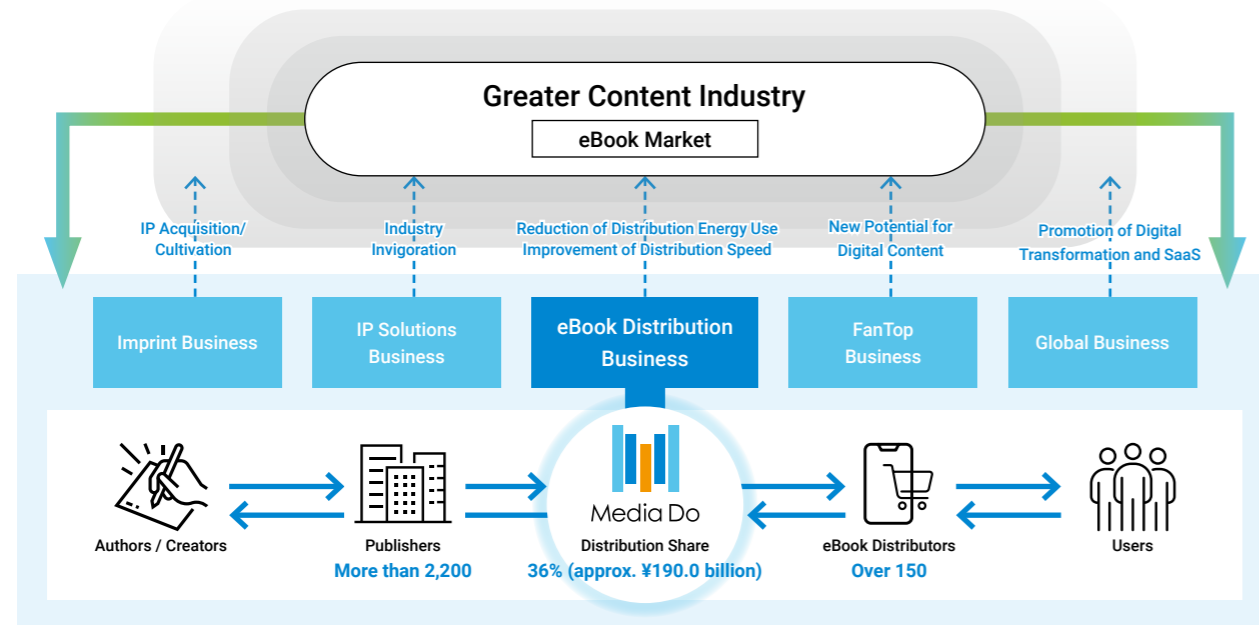 Greater Content Industry
eBook Market
IP Acquisition/
Cultivation
Industry
Invigoration
Reduction of Distribution Energy Use
Improvement of Distribution Speed
New Potential for
Digital Content
Promotion of Digital
Transformation and SaaS
Imprint Business
IP Solutions
Business
eBook Distribution
Business
FanTop
Business
Global Business
Authors / Creators
Publishers
More than 2,200
Media Do
Distribution Share
36% (approx. ¥190.0 billion)
eBook Distributors
Over 150
Users